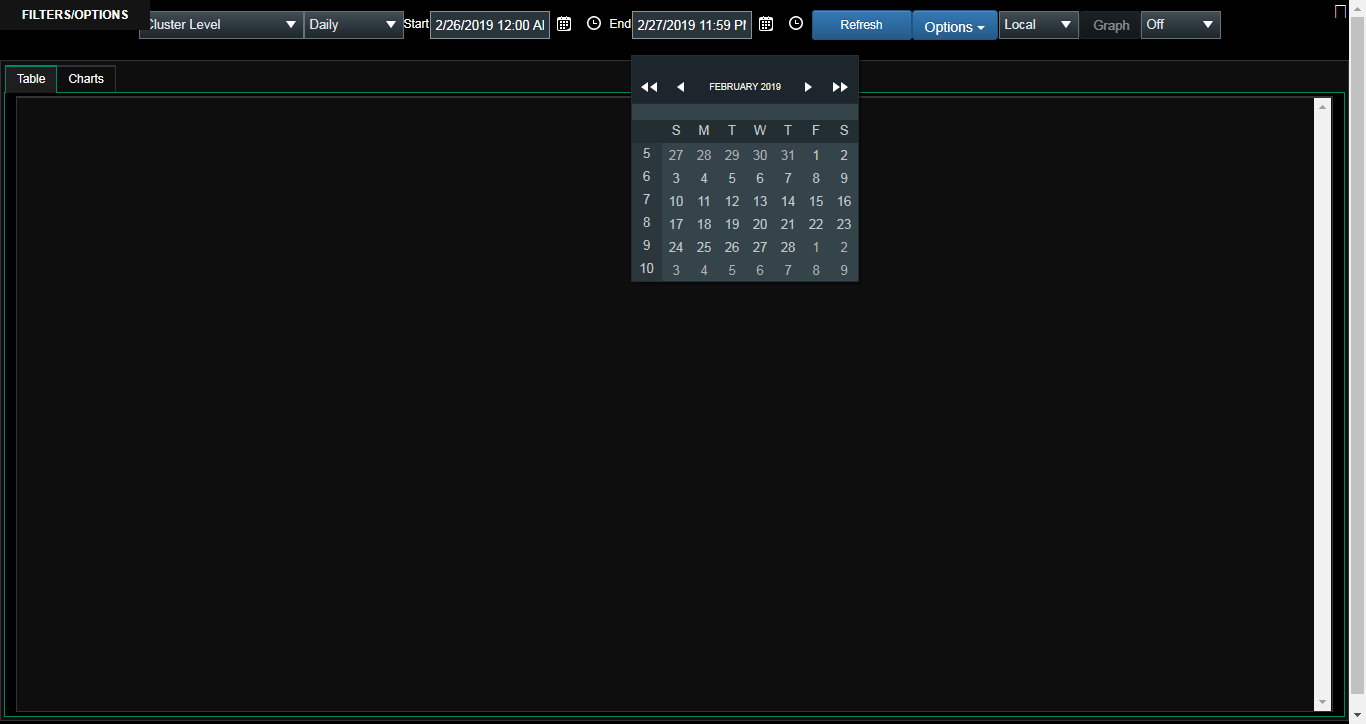 FILTERS/OPTIONS
Cluster Level Daily Start 2/26/2019 12:00 AM End 2/27/2019 11:59 PM Refresh Options Local Graph Off
Table Charts
FEBRUARY 2019
S M T W T F S
5 27 28 29 30 31 1 2
6 3 4 5 6 7 8 9
7 10 11 12 13 14 15 16
8 17 18 19 20 21 22 23
9 24 25 26 27 28 1 2
10 3 4 5 6 7 8 9